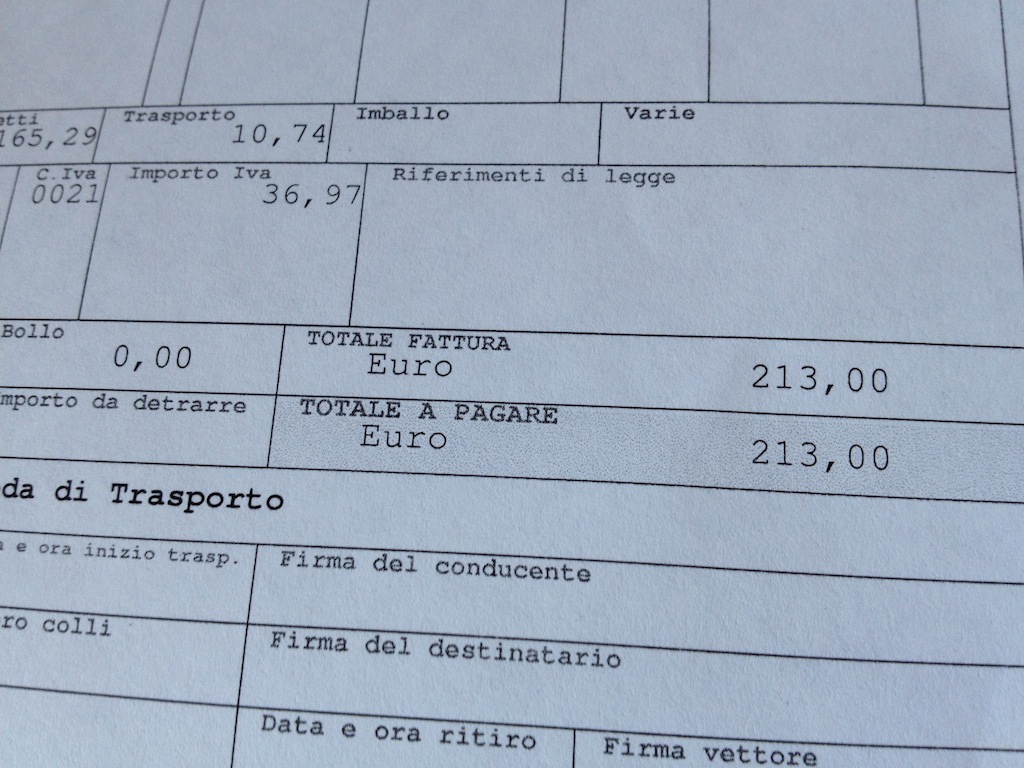 etti Trasporto Imballo Varie
165,29 10,74
C.Iva Importo Iva Riferimenti di legge
0021 36,97
Bollo TOTALE FATTURA
0,00 Euro 213,00
mporto da detrarre TOTALE A PAGARE
Euro 213,00
da di Trasporto
a e ora inizio trasp. Firma del conducente
ro colli Firma del destinatario
Data e ora ritiro Firma vettore